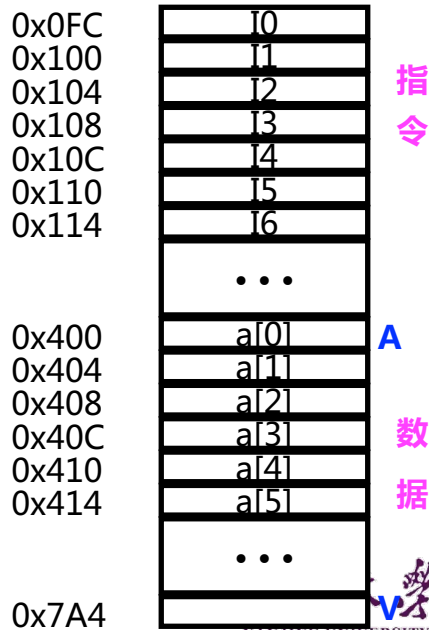 0x0FC I0
0x100 I1
0x104 I2
0x108 I3
0x10C I4
0x110 I5
0x114 I6
指令
...
0x400 a[0] A
0x404 a[1]
0x408 a[2]
0x40C a[3]
0x410 a[4]
0x414 a[5]
数据
...
0x7A4 V